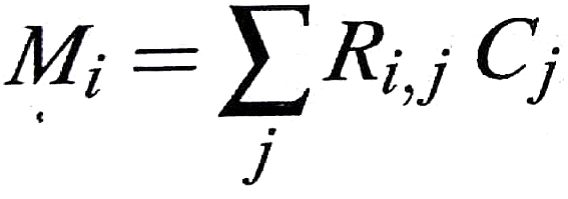 M_i = \sum_j R_{i,j} C_j